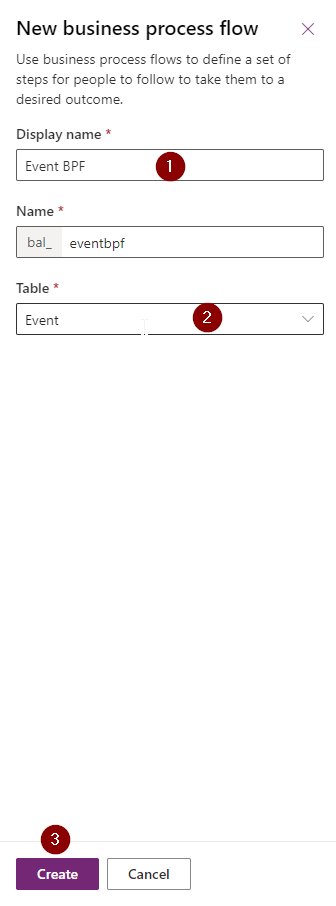 New business process flow
Use business process flows to define a set of
steps for people to follow to take them to a
desired outcome.
Display name *
Event BPF
1
Name *
bal_ eventbpf
Table *
Event
2
3
Create Cancel